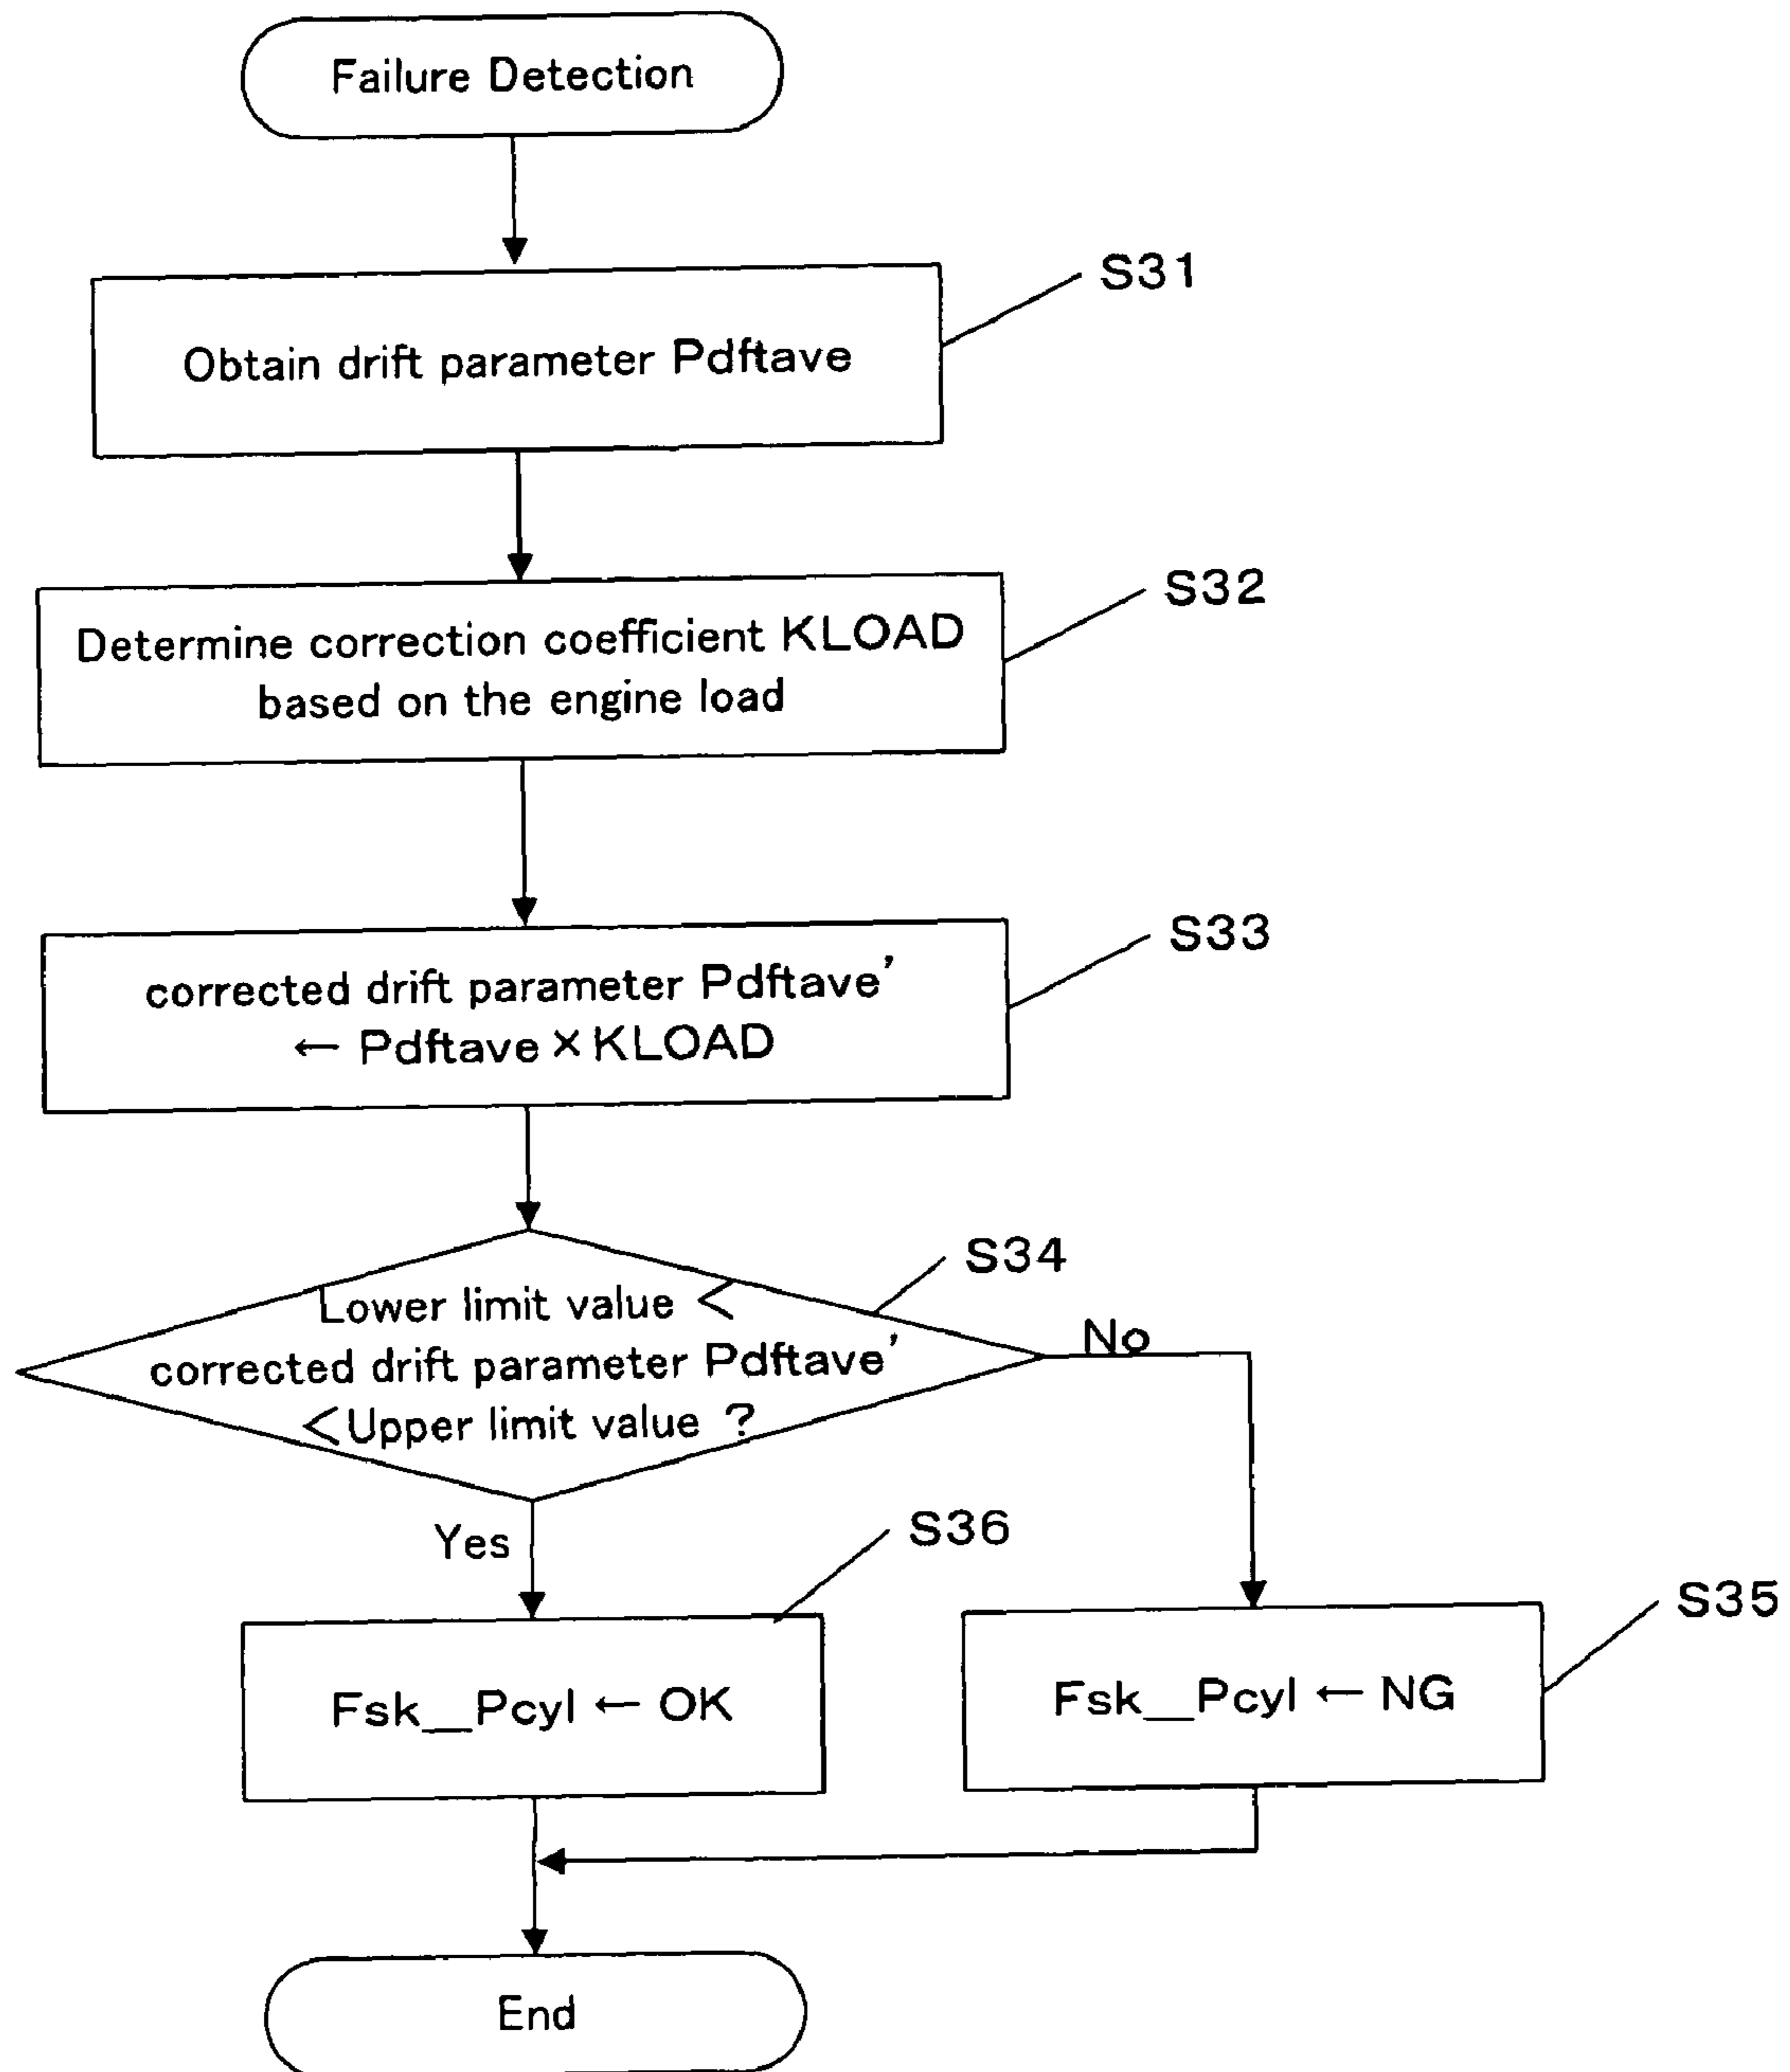 Failure Detection
S31
Obtain drift parameter Pdftave
S32
Determine correction coefficient KLOAD
based on the engine load
S33
corrected drift parameter Pdftave'
← Pdftave × KLOAD
S34
Lower limit value <
corrected drift parameter Pdftave'
< Upper limit value ?
No
Yes
S36
Fsk__Pcyl ← OK
S35
Fsk__Pcyl ← NG
End